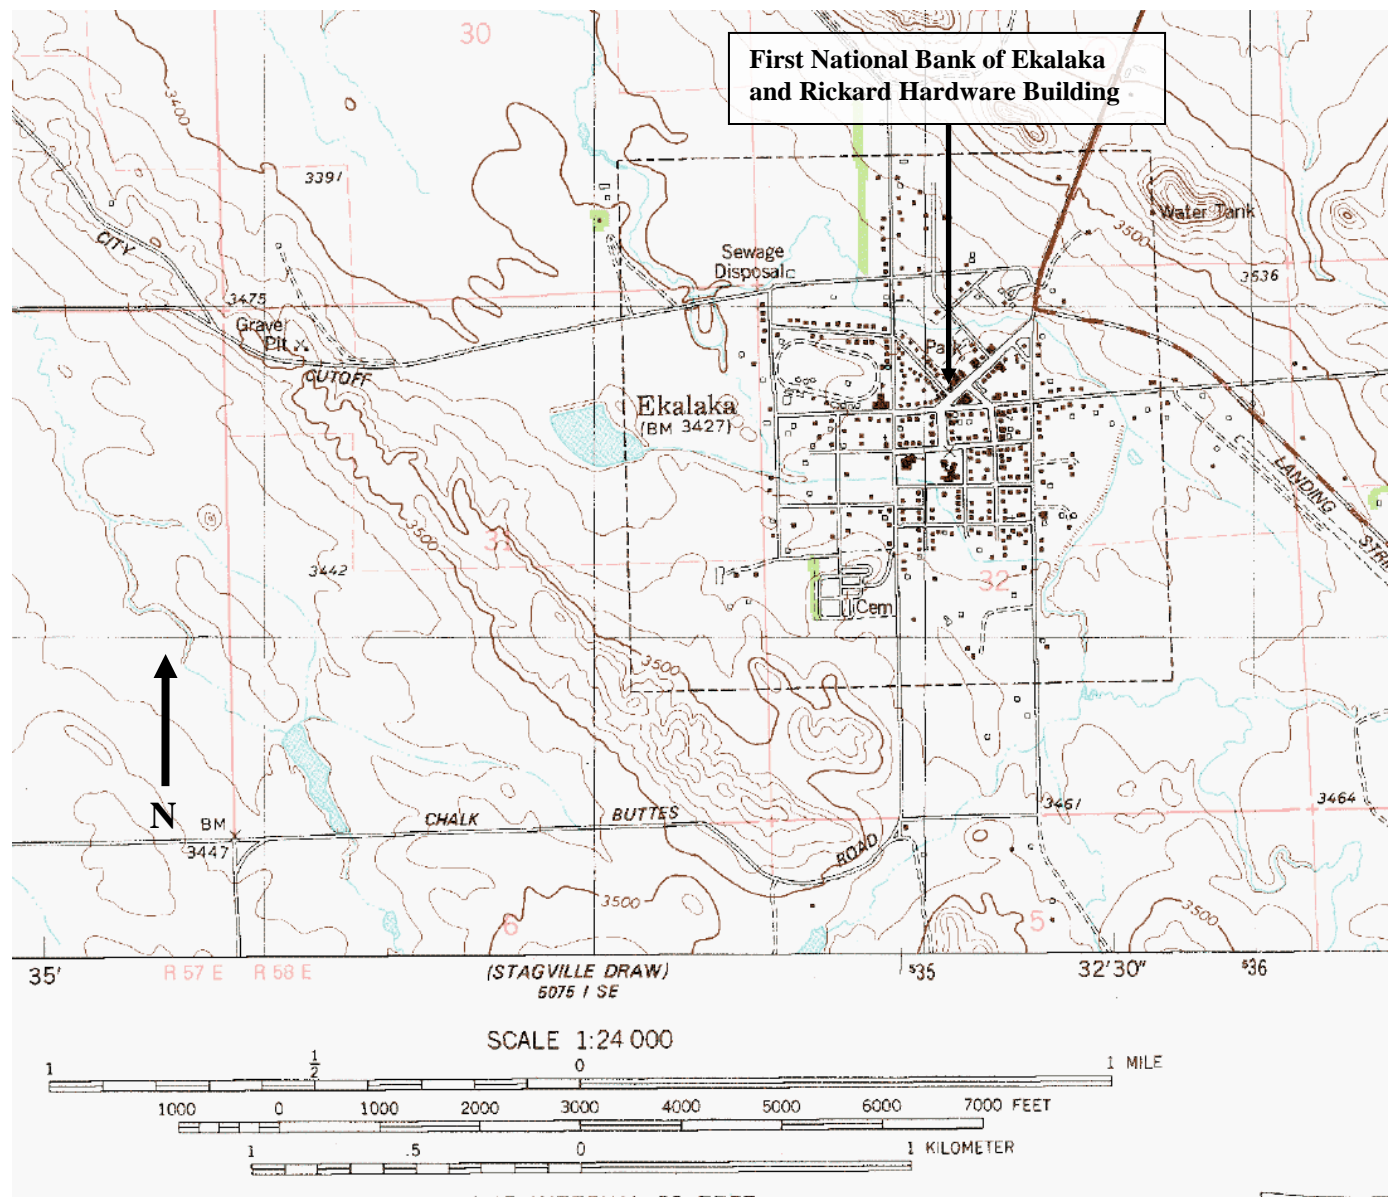 30
First National Bank of Ekalaka
and Rickard Hardware Building
3400
3391
CITY
Water Tank
3500
Sewage
Disposal
3536
3475
Gravel
Pit
CUTOFF
Park
Ekalaka
(BM 3427)
LANDING
STRIP
3500
31
3442
32
Cem
3500
N
BM
3447
CHALK
BUTTES
ROAD
3461
3464
3500
6
5
3500
35'
R 57 E
R 58 E
(STAGVILLE DRAW)
5075 I SE
535
32'30"
536
SCALE 1:24 000
1 1/2 0 1 MILE
1000 0 1000 2000 3000 4000 5000 6000 7000 FEET
1 .5 0 1 KILOMETER